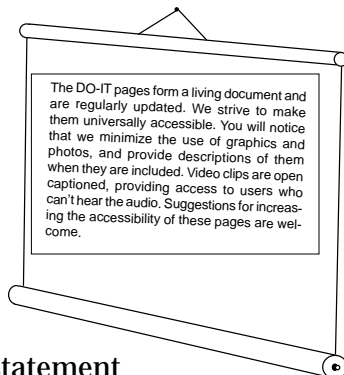 The DO-IT pages form a living document and
are regularly updated. We strive to make
them universally accessible. You will notice
that we minimize the use of graphics and
photos, and provide descriptions of them
when they are included. Video clips are open
captioned, providing access to users who
can't hear the audio. Suggestions for increas-
ing the accessibility of these pages are wel-
come.
statement